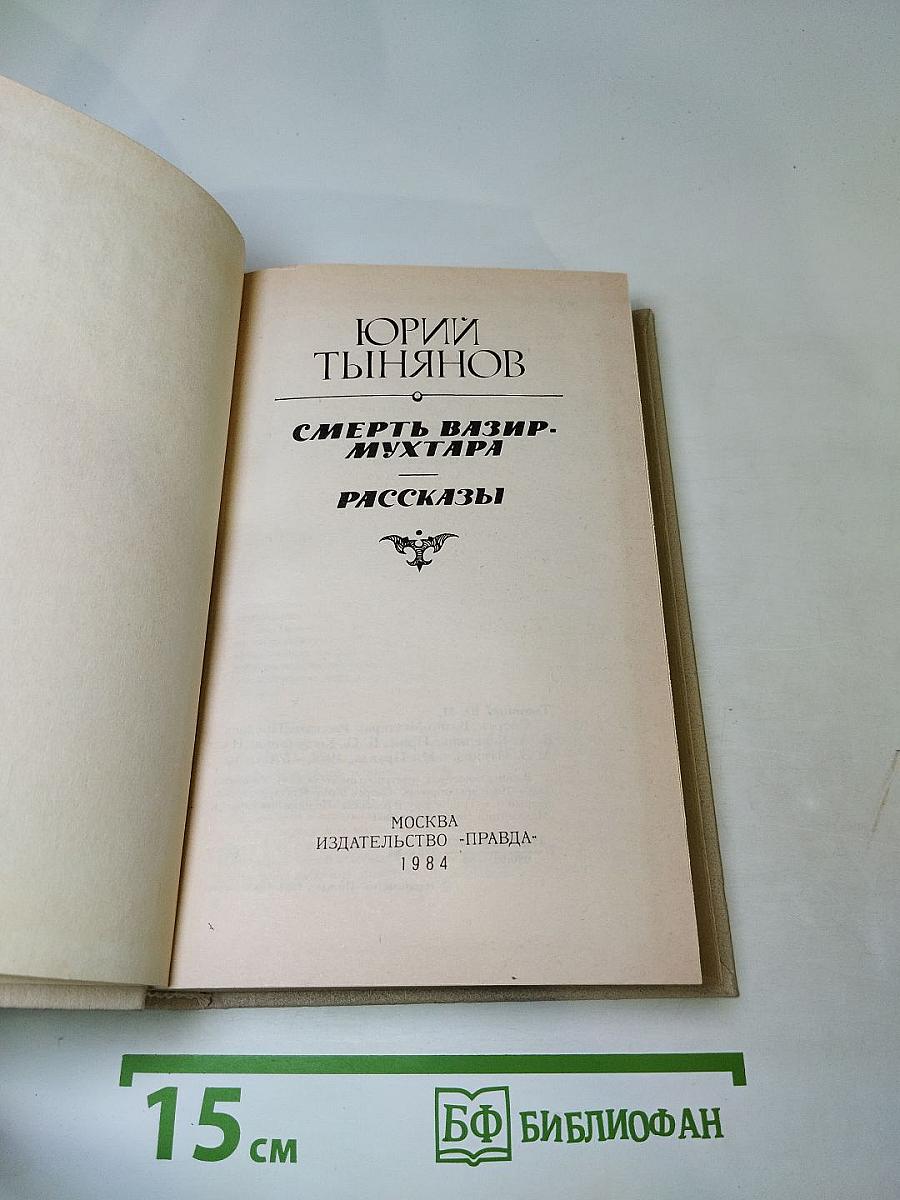 ЮРИЙ
ТЫНЯНОВ
СМЕРТЬ ВАЗИР-
МУХТАРА
РАССКАЗЫ
МОСКВА
ИЗДАТЕЛЬСТВО «ПРАВДА»
1984
15 см
БФ БИБЛИОФАН